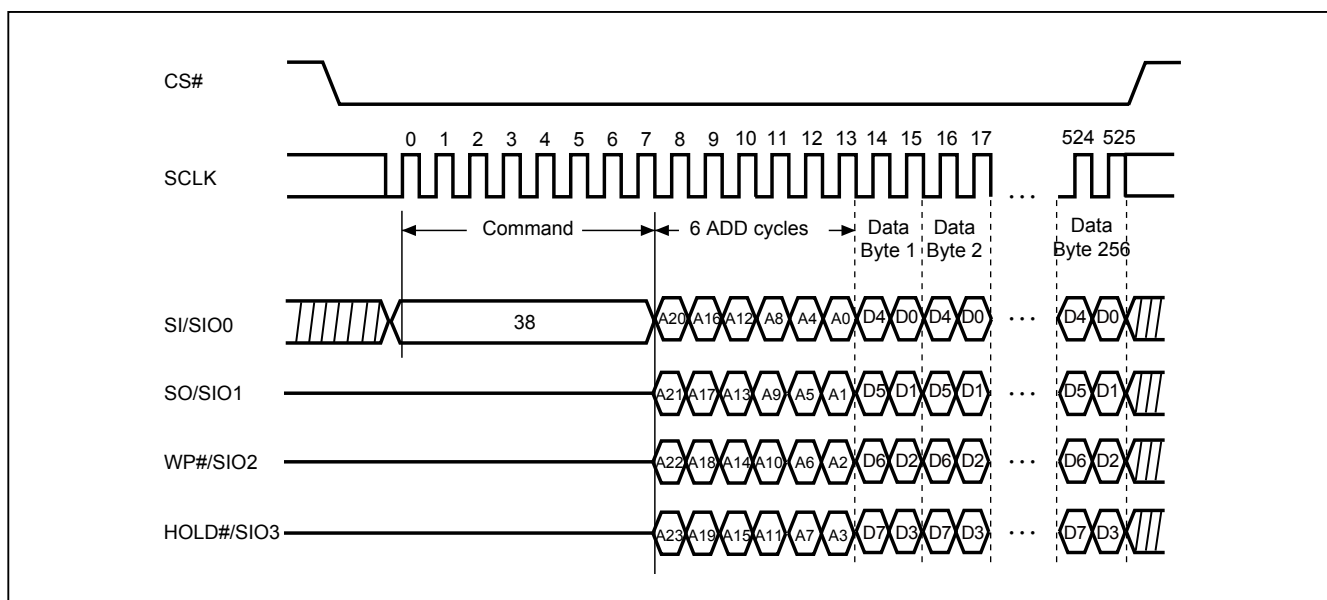 CS#
0 1 2 3 4 5 6 7 8 9 10 11 12 13 14 15 16 17 524 525
SCLK
...
Command 6 ADD cycles Data Byte 1 Data Byte 2 Data Byte 256
SI/SIO0 38 A20 A16 A12 A8 A4 A0 D4 D0 D4 D0 ... D4 D0
SO/SIO1 A21 A17 A13 A9 A5 A1 D5 D1 D5 D1 ... D5 D1
WP#/SIO2 A22 A18 A14 A10 A6 A2 D6 D2 D6 D2 ... D6 D2
HOLD#/SIO3 A23 A19 A15 A11 A7 A3 D7 D3 D7 D3 ... D7 D3